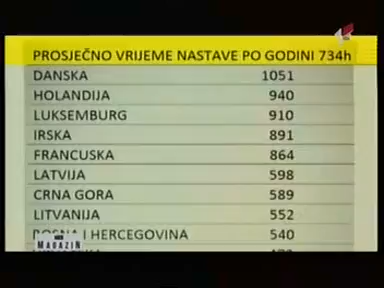 PROSJEČNO VRIJEME NASTAVE PO GODINI 734h
DANSKA 1051
HOLANDIJA 940
LUKSEMBURG 910
IRSKA 891
FRANCUSKA 864
LATVIJA 598
CRNA GORA 589
LITVANIJA 552
BOSNA I HERCEGOVINA 540
MAGAZIN